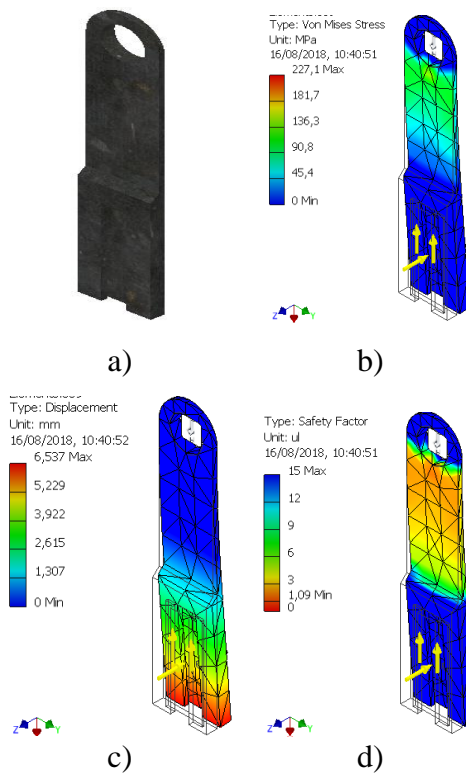 Type: Von Mises Stress
Unit: MPa
16/08/2018, 10:40:51
227,1 Max
181,7
136,3
90,8
45,4
0 Min
Z
Y
a)
b)
Type: Displacement
Unit: mm
16/08/2018, 10:40:52
6,537 Max
5,229
3,922
2,615
1,307
0 Min
Z
Y
Type: Safety Factor
Unit: ul
16/08/2018, 10:40:51
15 Max
12
9
6
3
1,09 Min
0
Z
Y
c)
d)